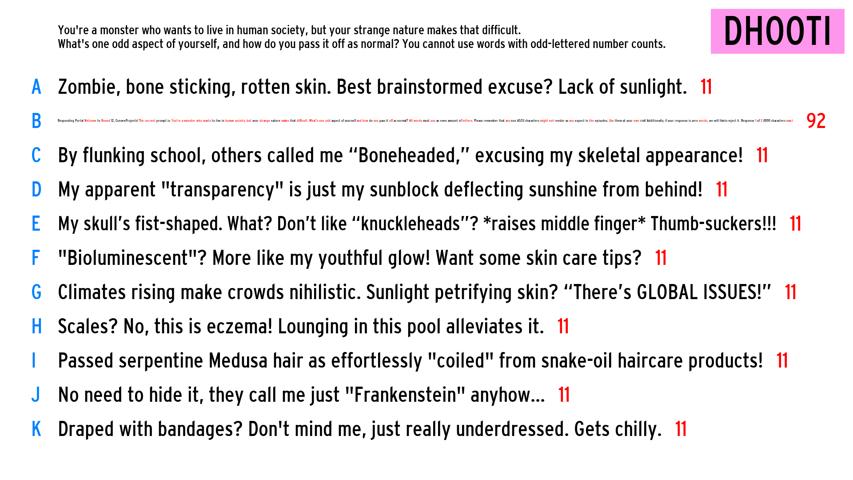 You're a monster who wants to live in human society, but your strange nature makes that difficult.
What's one odd aspect of yourself, and how do you pass it off as normal? You cannot use words with odd-lettered number counts.
DHOOTI
A Zombie, bone sticking, rotten skin. Best brainstormed excuse? Lack of sunlight. 11
B 92
C By flunking school, others called me “Boneheaded,” excusing my skeletal appearance! 11
D My apparent "transparency" is just my sunblock deflecting sunshine from behind! 11
E My skull’s fist-shaped. What? Don’t like “knuckleheads”? *raises middle finger* Thumb-suckers!!! 11
F "Bioluminescent"? More like my youthful glow! Want some skin care tips? 11
G Climates rising make crowds nihilistic. Sunlight petrifying skin? “There’s GLOBAL ISSUES!” 11
H Scales? No, this is eczema! Lounging in this pool alleviates it. 11
I Passed serpentine Medusa hair as effortlessly "coiled" from snake-oil haircare products! 11
J No need to hide it, they call me just "Frankenstein" anyhow... 11
K Draped with bandages? Don't mind me, just really underdressed. Gets chilly. 11